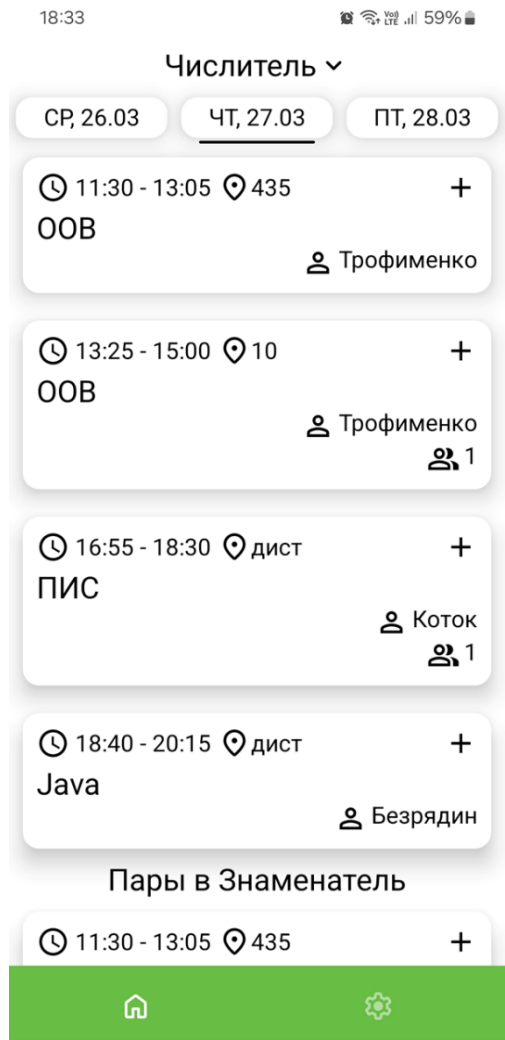 18:33 Vo)) LTE 59%
Числитель
СР, 26.03 ЧТ, 27.03 ПТ, 28.03
11:30 - 13:05 435 +
ООВ
Трофименко
13:25 - 15:00 10 +
ООВ
Трофименко
1
16:55 - 18:30 дист +
ПИС
Коток
1
18:40 - 20:15 дист +
Java
Безрядин
Пары в Знаменатель
11:30 - 13:05 435 +